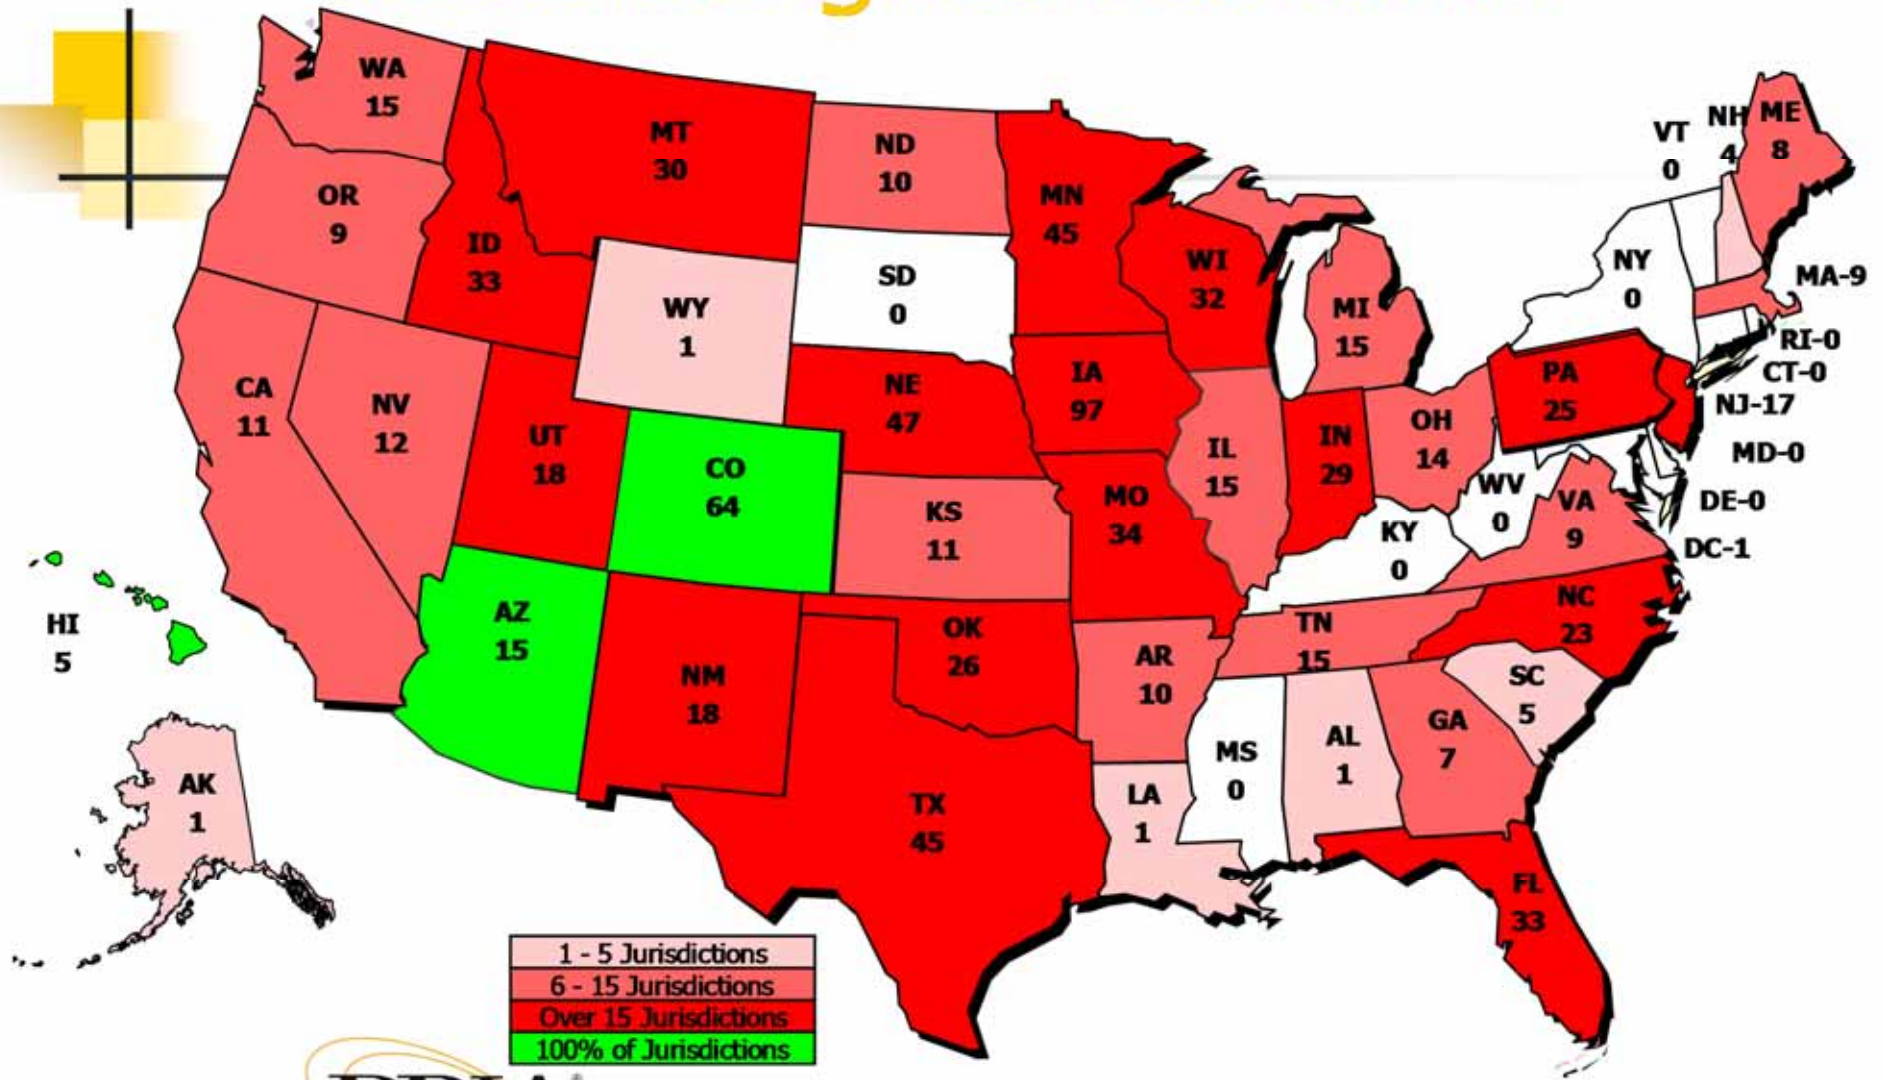 WA
15
MT
30
ND
10
MN
45
VT
0
NH
4
ME
8
OR
9
ID
33
WY
1
SD
0
WI
32
MI
15
NY
0
MA-9
RI-0
CT-0
NJ-17
MD-0
DE-0
DC-1
CA
11
NV
12
UT
18
CO
64
NE
47
IA
97
IL
15
IN
29
OH
14
PA
25
KS
11
MO
34
KY
0
WV
0
VA
9
HI
5
AZ
15
NM
18
OK
26
AR
10
TN
15
NC
23
SC
5
AK
1
TX
45
LA
1
MS
0
AL
1
GA
7
FL
33
1 - 5 Jurisdictions
6 - 15 Jurisdictions
Over 15 Jurisdictions
100% of Jurisdictions